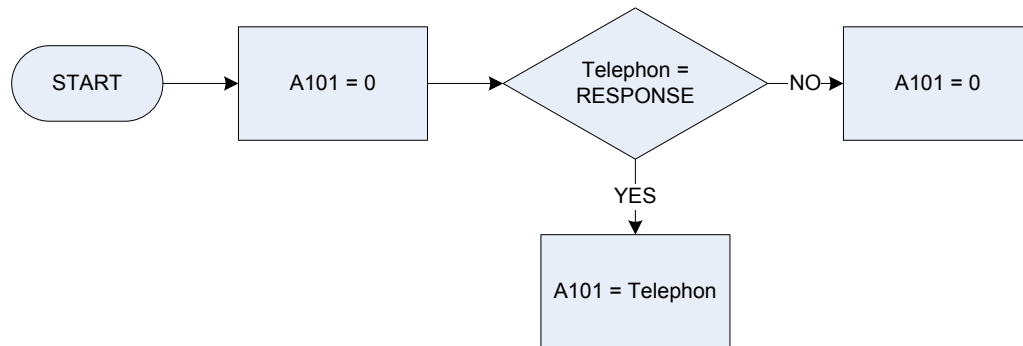 START
A101 = 0
Telephon =
RESPONSE
NO
A101 = 0
YES
A101 = Telephon